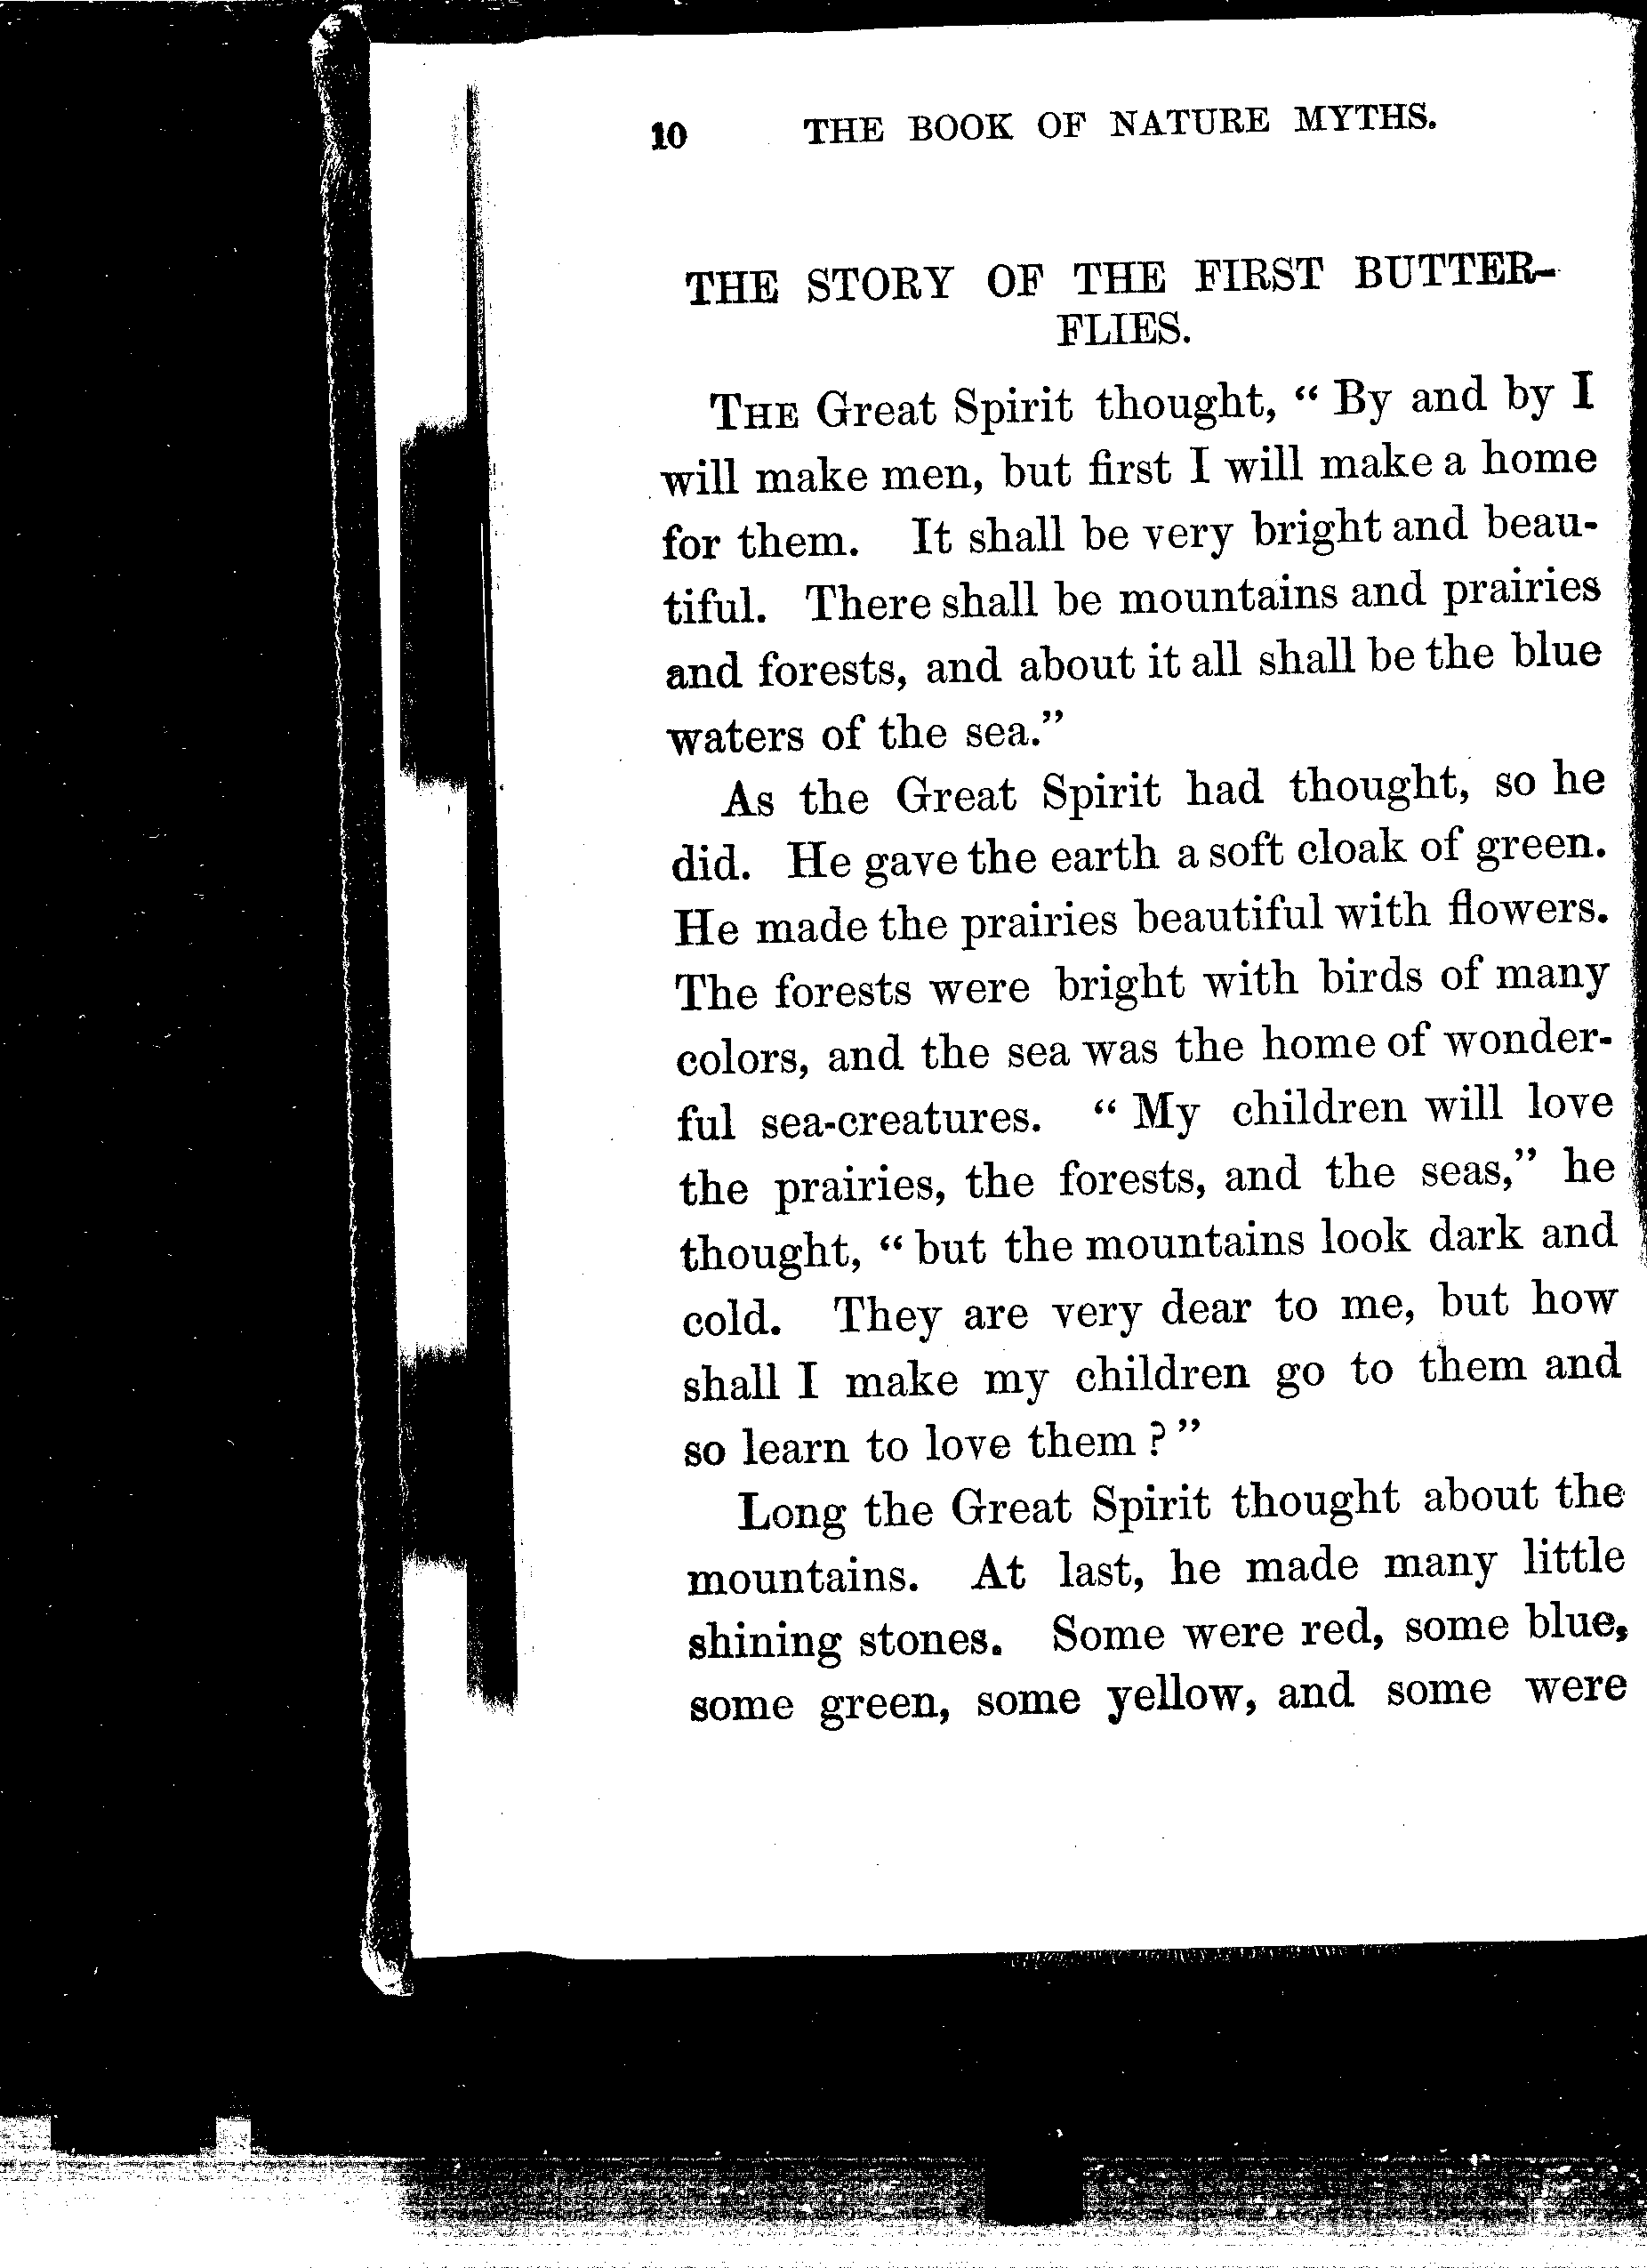 10 THE BOOK OF NATURE MYTHS.
THE STORY OF THE FIRST BUTTER-
FLIES.
THE Great Spirit thought, “ By and by I
will make men, but first I will make a home
for them. It shall be very bright and beau-
tiful. There shall be mountains and prairies
and forests, and about it all shall be the blue
waters of the sea.”
As the Great Spirit had thought, so he
did. He gave the earth a soft cloak of green.
He made the prairies beautiful with flowers.
The forests were bright with birds of many
colors, and the sea was the home of wonder-
ful sea-creatures. “ My children will love
the prairies, the forests, and the seas,” he
thought, “ but the mountains look dark and
cold. They are very dear to me, but how
shall I make my children go to them and
so learn to love them ? ”
Long the Great Spirit thought about the
mountains. At last, he made many little
shining stones. Some were red, some blue,
some green, some yellow, and some were